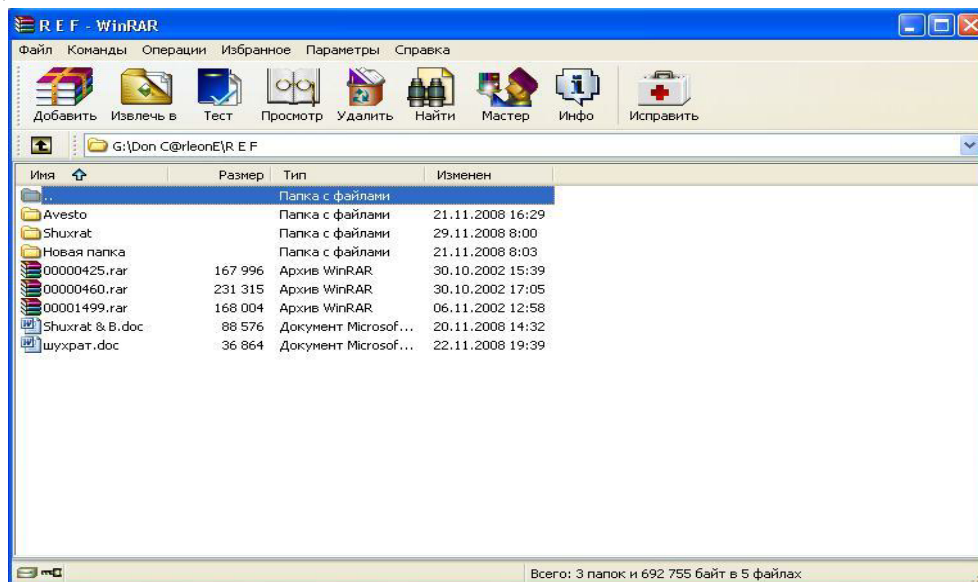 R E F - WinRAR
Файл Команды Операции Избранное Параметры Справка
Добавить Извлечь в Тест Просмотр Удалить Найти Мастер Инфо Исправить
G:\Don C@rleonE\R E F
Имя Размер Тип Изменен
.. Папка с файлами
Avesto Папка с файлами 21.11.2008 16:29
Shuxrat Папка с файлами 29.11.2008 8:00
Новая папка Папка с файлами 21.11.2008 8:03
00000425.rar 167 996 Архив WinRAR 30.10.2002 15:39
00000460.rar 231 315 Архив WinRAR 30.10.2002 17:05
00001499.rar 168 004 Архив WinRAR 06.11.2002 12:58
Shuxrat & B.doc 88 576 Документ Microsof... 20.11.2008 14:32
шухрат.doc 36 864 Документ Microsof... 22.11.2008 19:39
Всего: 3 папок и 692 755 байт в 5 файлах